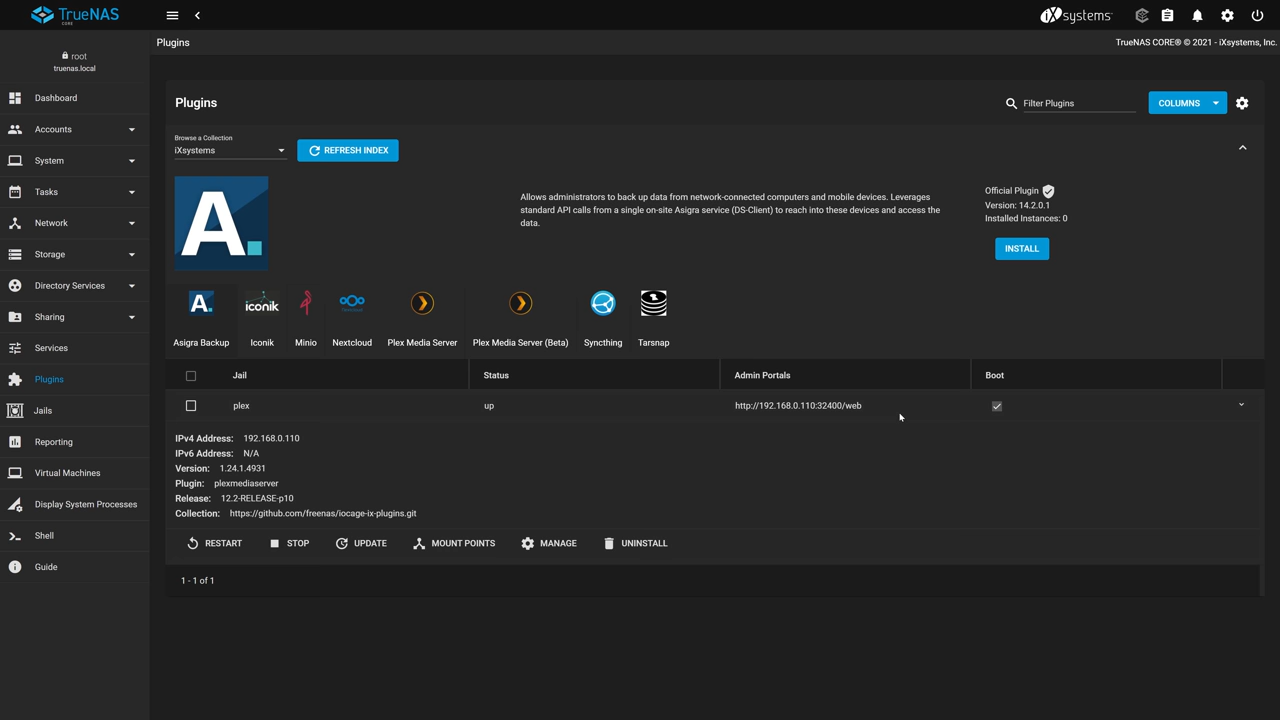 TrueNAS
CORE
iXsystems
Plugins
TrueNAS CORE® © 2021 - iXsystems, Inc.
root
truenas.local
Dashboard
Accounts
System
Tasks
Network
Storage
Directory Services
Sharing
Services
Plugins
Jails
Reporting
Virtual Machines
Display System Processes
Shell
Guide
Plugins
Filter Plugins
COLUMNS
Browse a Collection
iXsystems
REFRESH INDEX
A.
Allows administrators to back up data from network-connected computers and mobile devices. Leverages
standard API calls from a single on-site Asigra service (DS-Client) to reach into these devices and access the
data.
Official Plugin
Version: 14.2.0.1
Installed Instances: 0
INSTALL
A.
iconik
Asigra Backup
Iconik
Minio
Nextcloud
Plex Media Server
Plex Media Server (Beta)
Syncthing
Tarsnap
Jail
Status
Admin Portals
Boot
plex
up
http://192.168.0.110:32400/web
IPv4 Address: 192.168.0.110
IPv6 Address: N/A
Version: 1.24.1.4931
Plugin: plexmediaserver
Release: 12.2-RELEASE-p10
Collection: https://github.com/freenas/iocage-ix-plugins.git
RESTART
STOP
UPDATE
MOUNT POINTS
MANAGE
UNINSTALL
1 - 1 of 1